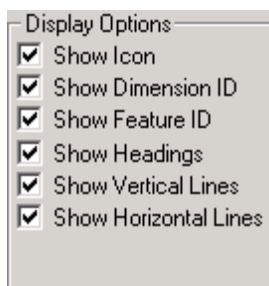 Display Options
Show Icon
Show Dimension ID
Show Feature ID
Show Headings
Show Vertical Lines
Show Horizontal Lines